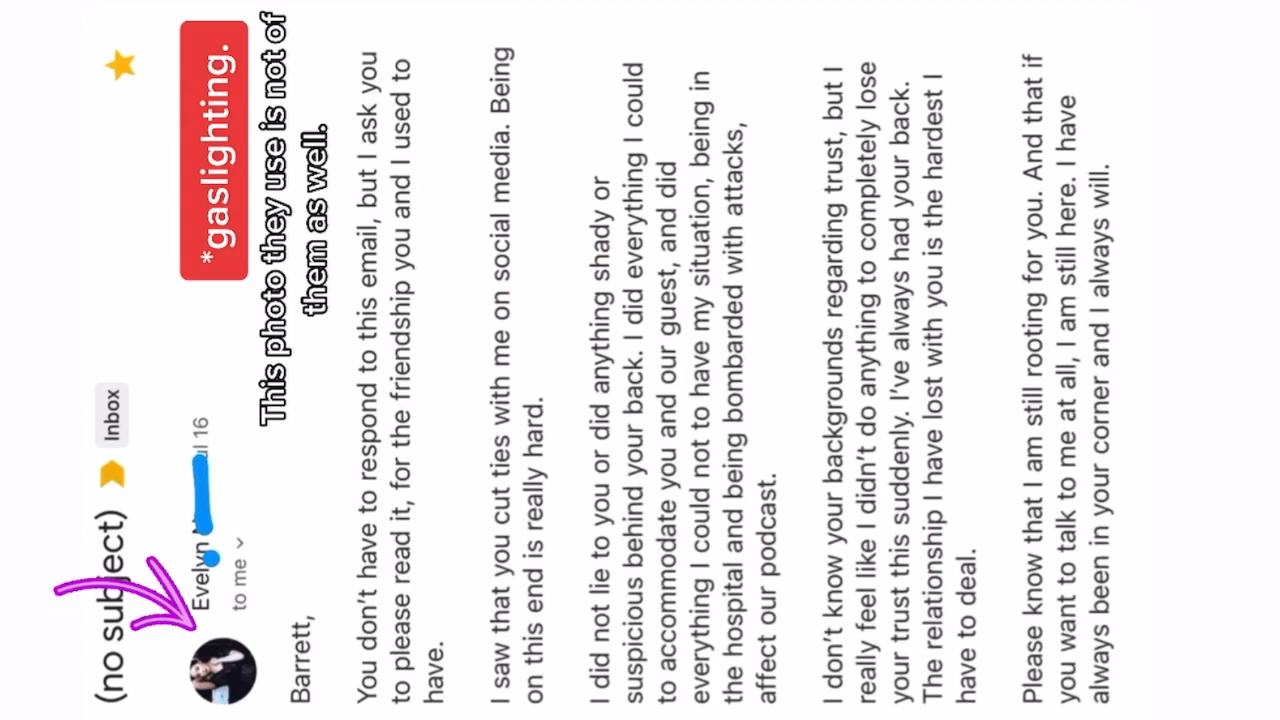 (no subject) Inbox
Evelyn ul 16
to me
*gaslighting.
This photo they use is not of
them as well.
Barrett,
You don't have to respond to this email, but I ask you
to please read it, for the friendship you and I used to
have.
I saw that you cut ties with me on social media. Being
on this end is really hard.
I did not lie to you or did anything shady or
suspicious behind your back. I did everything I could
to accommodate you and our guest, and did
everything I could not to have my situation, being in
the hospital and being bombarded with attacks,
affect our podcast.
I don't know your backgrounds regarding trust, but I
really feel like I didn't do anything to completely lose
your trust this suddenly. I've always had your back.
The relationship I have lost with you is the hardest I
have to deal.
Please know that I am still rooting for you. And that if
you want to talk to me at all, I am still here. I have
always been in your corner and I always will.